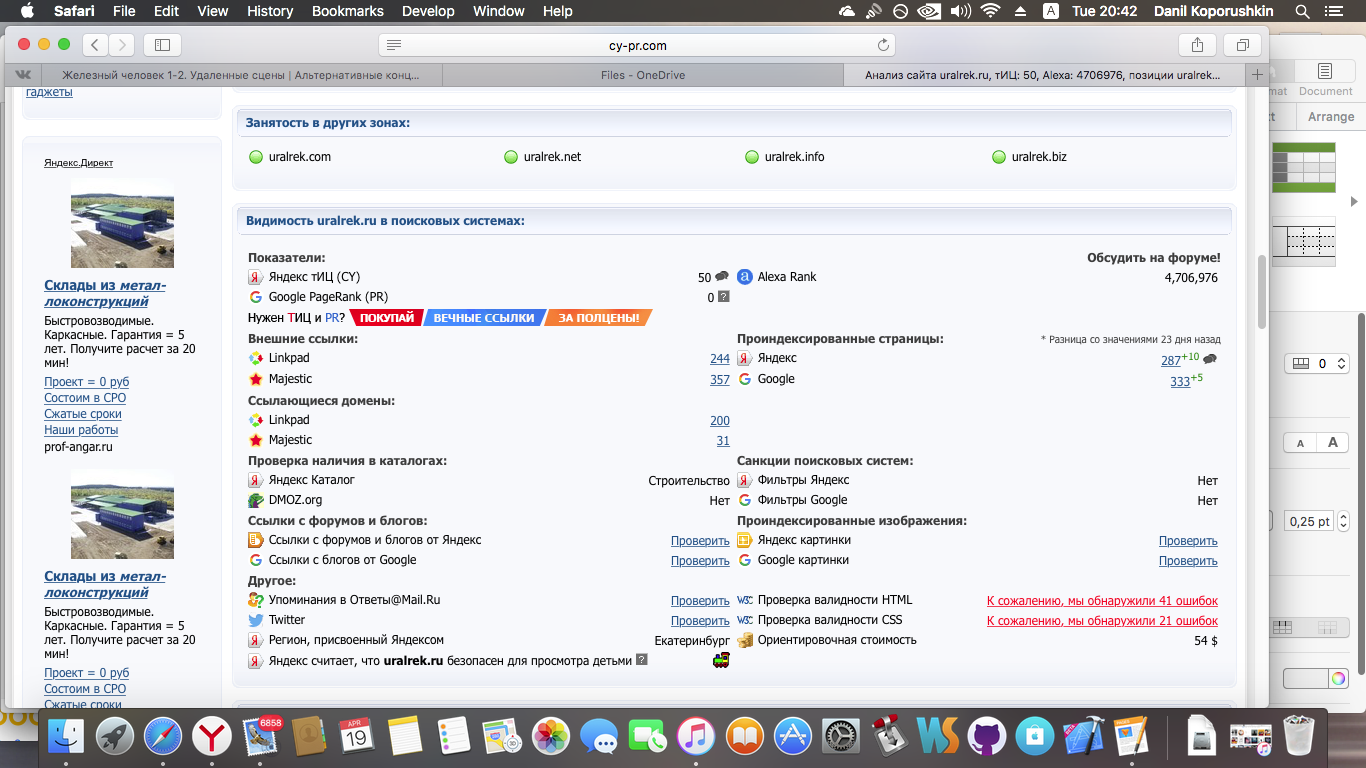 Safari File Edit View History Bookmarks Develop Window Help A Tue 20:42 Danil Koporushkin
cy-pr.com
Железный человек 1-2. Удаленные сцены | Альтернативные конц... Files - OneDrive Анализ сайта uralrek.ru, тИЦ: 50, Alexa: 4706976, позиции uralrek...
mat Document
Arrange
гаджеты
Яндекс.Директ
Склады из метал-
локонструкций
Быстровозводимые.
Каркасные. Гарантия = 5
лет. Получите расчет за 20
мин!
Проект = 0 руб
Состоим в СРО
Сжатые сроки
Наши работы
prof-angar.ru
Склады из метал-
локонструкций
Быстровозводимые.
Каркасные. Гарантия = 5
лет. Получите расчет за 20
мин!
Проект = 0 руб
Состоим в СРО
Сжатые сроки
Занятость в других зонах:
uralrek.com uralrek.net uralrek.info uralrek.biz
Видимость uralrek.ru в поисковых системах:
Показатели: Обсудить на форуме!
Яндекс тИЦ (CY) 50 Alexa Rank 4,706,976
Google PageRank (PR) 0 ?
Нужен ТИЦ и PR? ПОКУПАЙ ВЕЧНЫЕ ССЫЛКИ ЗА ПОЛЦЕНЫ!
Внешние ссылки: Проиндексированные страницы: * Разница со значениями 23 дня назад
Linkpad 244 Яндекс 287+10
Majestic 357 Google 333+5
Ссылающиеся домены:
Linkpad 200
Majestic 31
Проверка наличия в каталогах: Санкции поисковых систем:
Яндекс Каталог Строительство Фильтры Яндекс Нет
DMOZ.org Нет Фильтры Google Нет
Ссылки с форумов и блогов: Проиндексированные изображения:
Ссылки с форумов и блогов от Яндекс Проверить Яндекс картинки Проверить
Ссылки с блогов от Google Проверить Google картинки Проверить
Другое:
Упоминания в Ответы@Mail.Ru Проверить Проверка валидности HTML К сожалению, мы обнаружили 41 ошибок
Twitter Проверить Проверка валидности CSS К сожалению, мы обнаружили 21 ошибок
Регион, присвоенный Яндексом Екатеринбург Ориентировочная стоимость 54 $
Яндекс считает, что uralrek.ru безопасен для просмотра детьми ?
0
A A
0,25 pt
6858
APR
19
WS